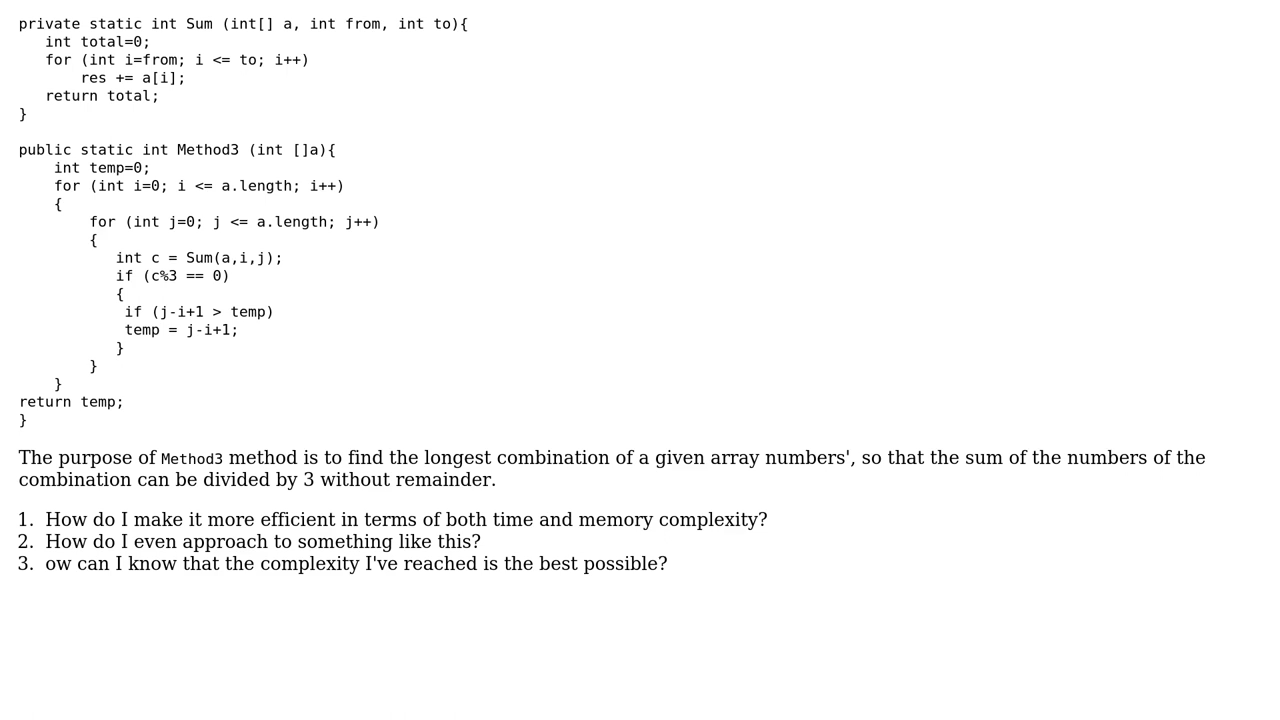 private static int Sum (int[] a, int from, int to){
   int total=0;
   for (int i=from; i <= to; i++)
       res += a[i];
   return total;
}
public static int Method3 (int []a){
    int temp=0;
    for (int i=0; i <= a.length; i++)
    {
        for (int j=0; j <= a.length; j++)
        {
           int c = Sum(a,i,j);
           if (c%3 == 0)
           {
            if (j-i+1 > temp)
            temp = j-i+1;
           }
        }
    }
return temp;
}
The purpose of Method3 method is to find the longest combination of a given array numbers', so that the sum of the numbers of the
combination can be divided by 3 without remainder.
1. How do I make it more efficient in terms of both time and memory complexity?
2. How do I even approach to something like this?
3. ow can I know that the complexity I've reached is the best possible?